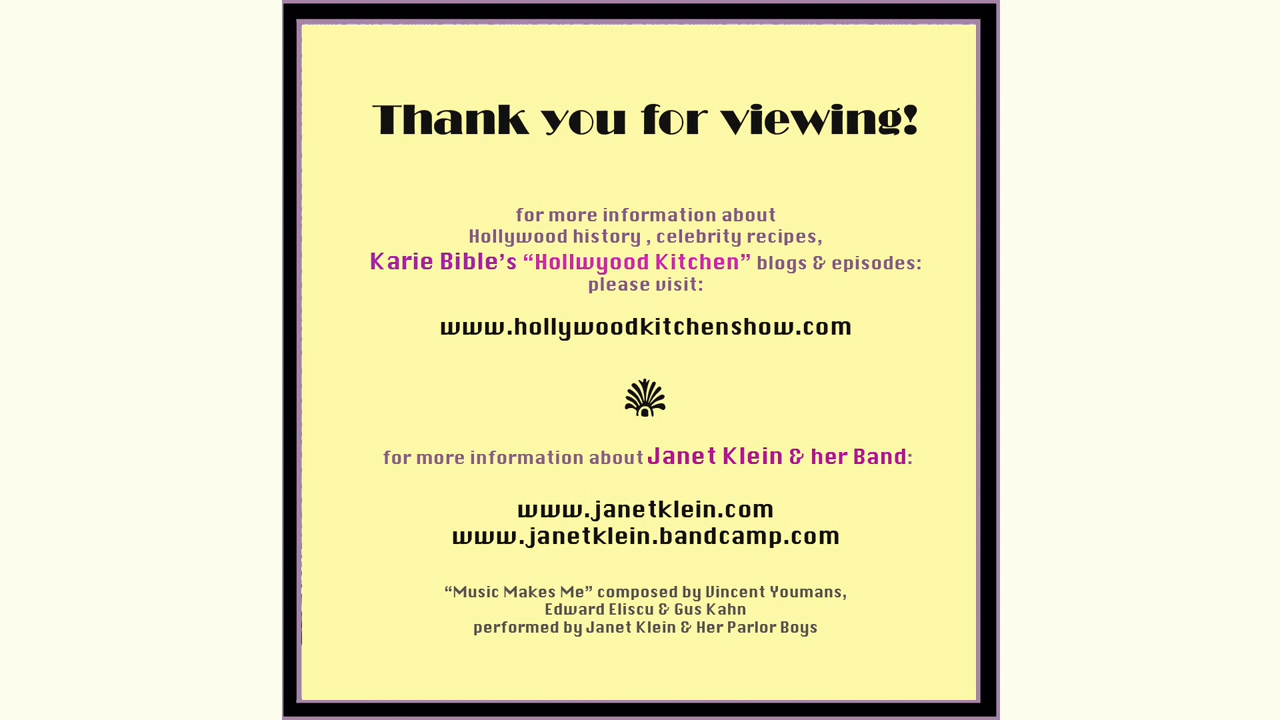 Thank you for viewing!
for more information about
Hollywood history , celebrity recipes,
Karie Bible's “Hollwyood Kitchen” blogs & episodes:
please visit:
www.hollywoodkitchenshow.com
for more information about Janet Klein & her Band:
www.janetklein.com
www.janetklein.bandcamp.com
“Music Makes Me” composed by Vincent Youmans,
Edward Eliscu & Gus Kahn
performed by Janet Klein & Her Parlor Boys